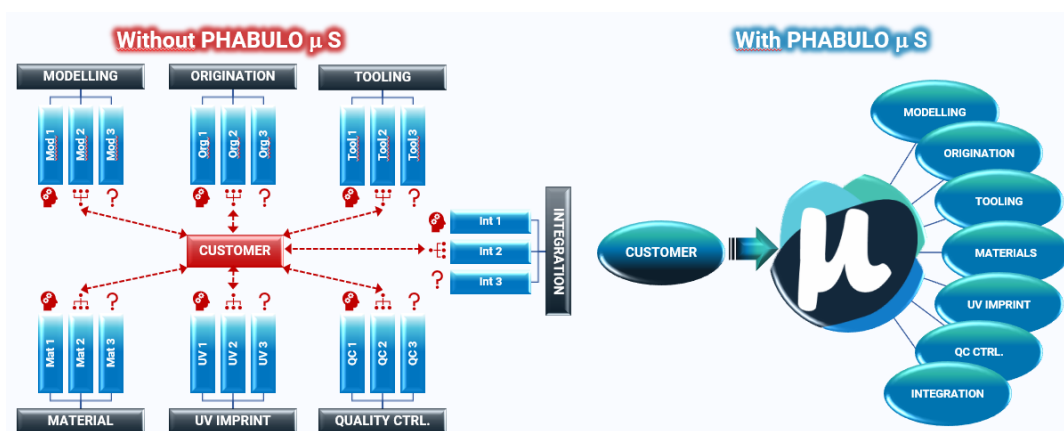 Without PHABULO µ S
With PHABULO µ S
MODELLING
ORIGINATION
TOOLING
Mod 1
Mod 2
Mod 3
Org 1
Org 2
Org 3
Tool 1
Tool 2
Tool 3
?
?
?
CUSTOMER
Int 1
Int 2
Int 3
?
INTEGRATION
?
?
?
Mat 1
Mat 2
Mat 3
UV 1
UV 2
UV 3
QC 1
QC 2
QC 3
MATERIAL
UV IMPRINT
QUALITY CTRL.
CUSTOMER
µ
MODELLING
ORIGINATION
TOOLING
MATERIALS
UV IMPRINT
QC CTRL.
INTEGRATION